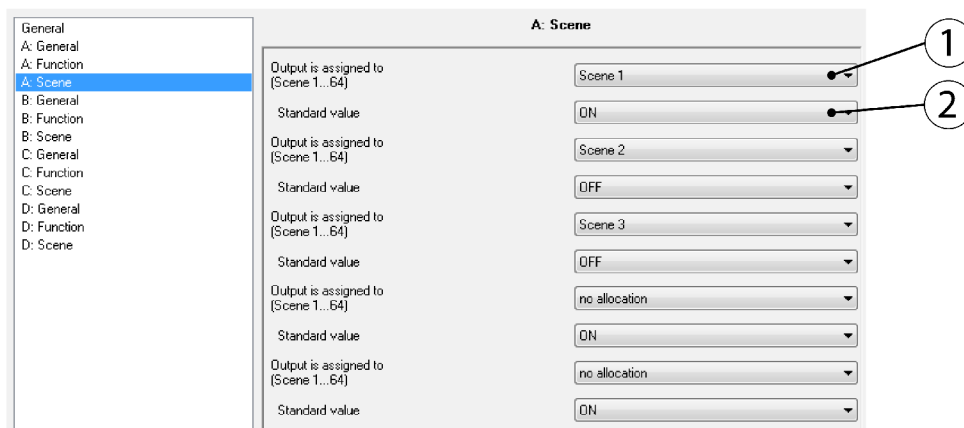 General
A: General
A: Function
A: Scene
B: General
B: Function
B: Scene
C: General
C: Function
C: Scene
D: General
D: Function
D: Scene
A: Scene
Output is assigned to
(Scene 1...64)
Scene 1
1
Standard value
ON
2
Output is assigned to
(Scene 1...64)
Scene 2
Standard value
OFF
Output is assigned to
(Scene 1...64)
Scene 3
Standard value
OFF
Output is assigned to
(Scene 1...64)
no allocation
Standard value
ON
Output is assigned to
(Scene 1...64)
no allocation
Standard value
ON